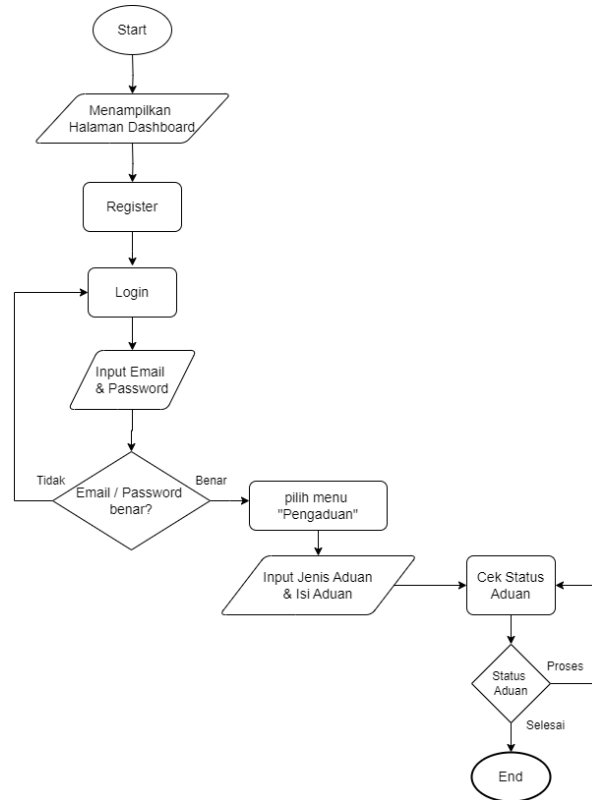 Start
Menampilkan
Halaman Dashboard
Register
Login
Input Email
& Password
Tidak
Email / Password
benar?
Benar
pilih menu
"Pengaduan"
Input Jenis Aduan
& Isi Aduan
Cek Status
Aduan
Status
Aduan
Proses
Selesai
End